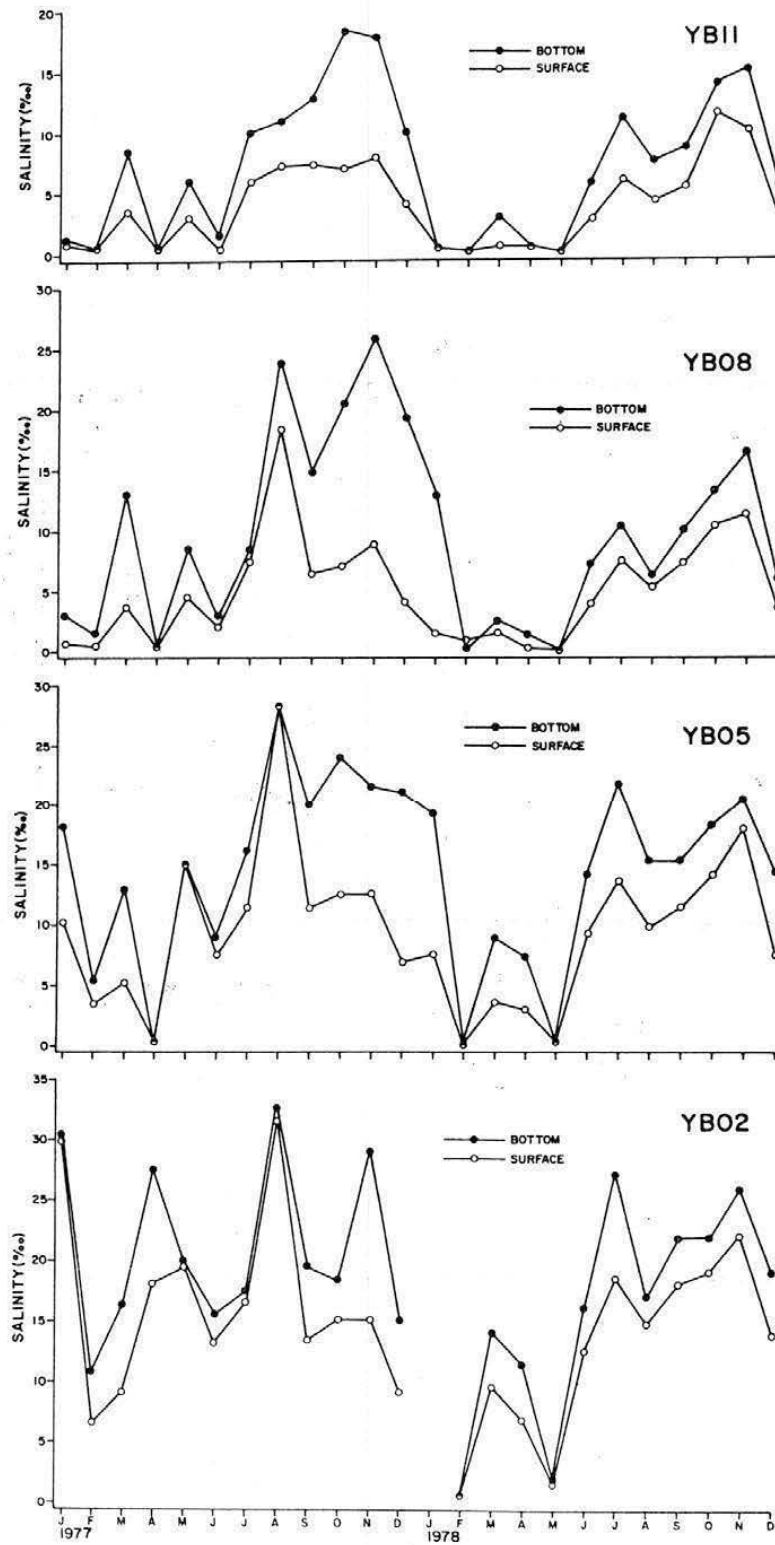 YB11
BOTTOM
SURFACE
SALINITY(‰)
20
15
10
5
0
YB08
BOTTOM
SURFACE
SALINITY(‰)
30
25
20
15
10
5
0
YB05
BOTTOM
SURFACE
SALINITY(‰)
30
25
20
15
10
5
0
YB02
BOTTOM
SURFACE
SALINITY(‰)
35
30
25
20
15
10
5
0
J F M A M J J A S O N D J F M A M J J A S O N D
1977 1978